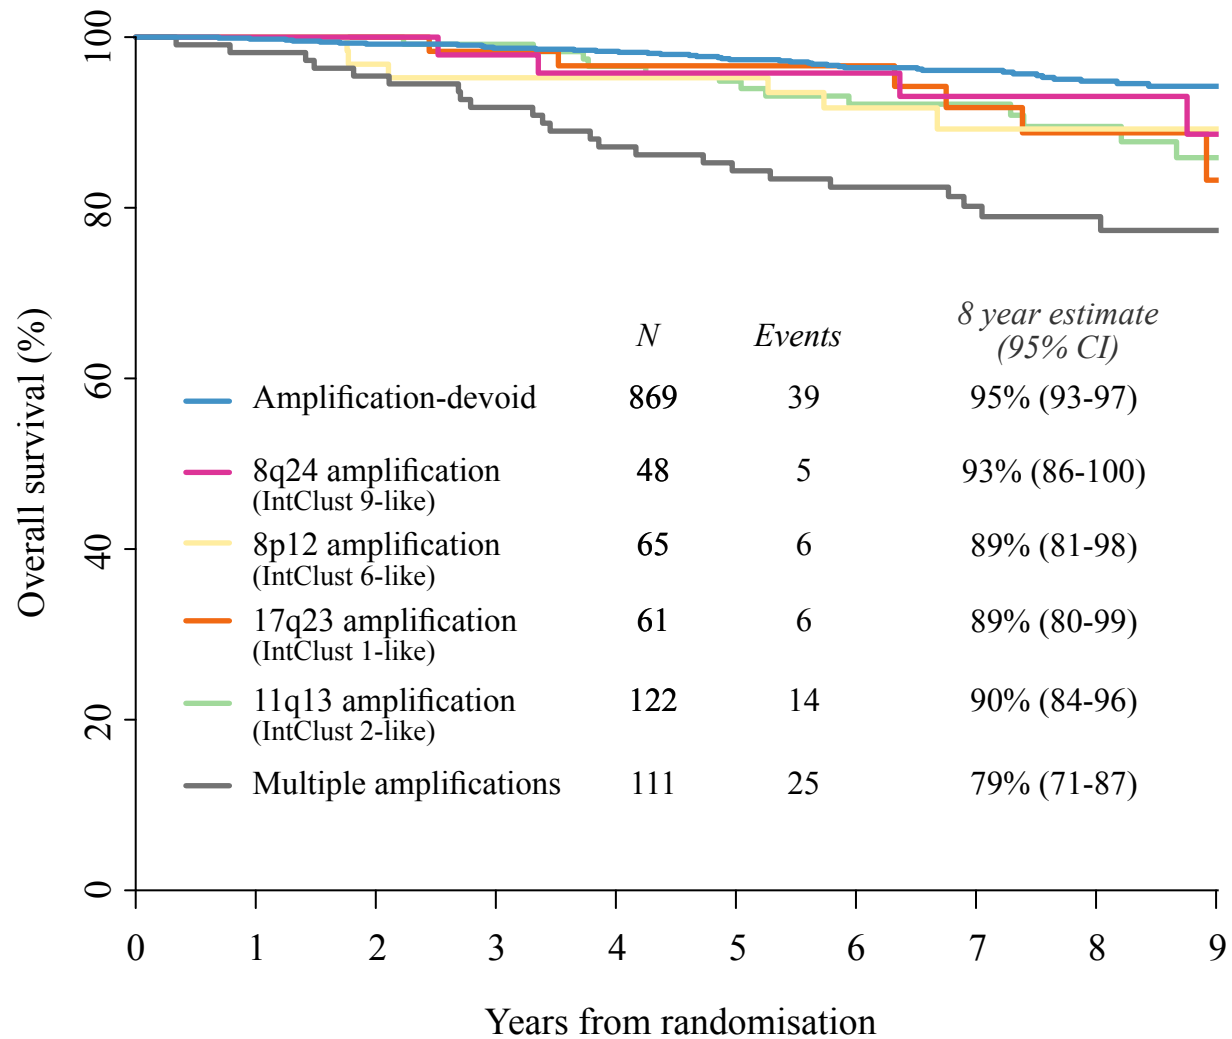 100
80
60
40
20
0
Overall survival (%)
N Events 8 year estimate
(95% CI)
Amplification-devoid 869 39 95% (93-97)
8q24 amplification 48 5 93% (86-100)
(IntClust 9-like)
8p12 amplification 65 6 89% (81-98)
(IntClust 6-like)
17q23 amplification 61 6 89% (80-99)
(IntClust 1-like)
11q13 amplification 122 14 90% (84-96)
(IntClust 2-like)
Multiple amplifications 111 25 79% (71-87)
0 1 2 3 4 5 6 7 8 9
Years from randomisation